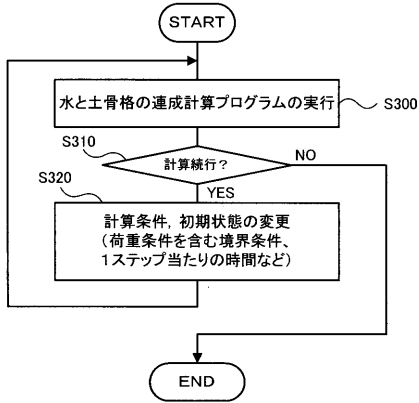 START
水と土骨格の連成計算プログラムの実行
S300
S310
計算続行？
NO
S320
YES
計算条件，初期状態の変更
（荷重条件を含む境界条件、
１ステップ当たりの時間など）
END